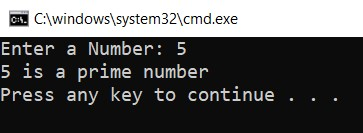 C:\windows\system32\cmd.exe
Enter a Number: 5
5 is a prime number
Press any key to continue . . .